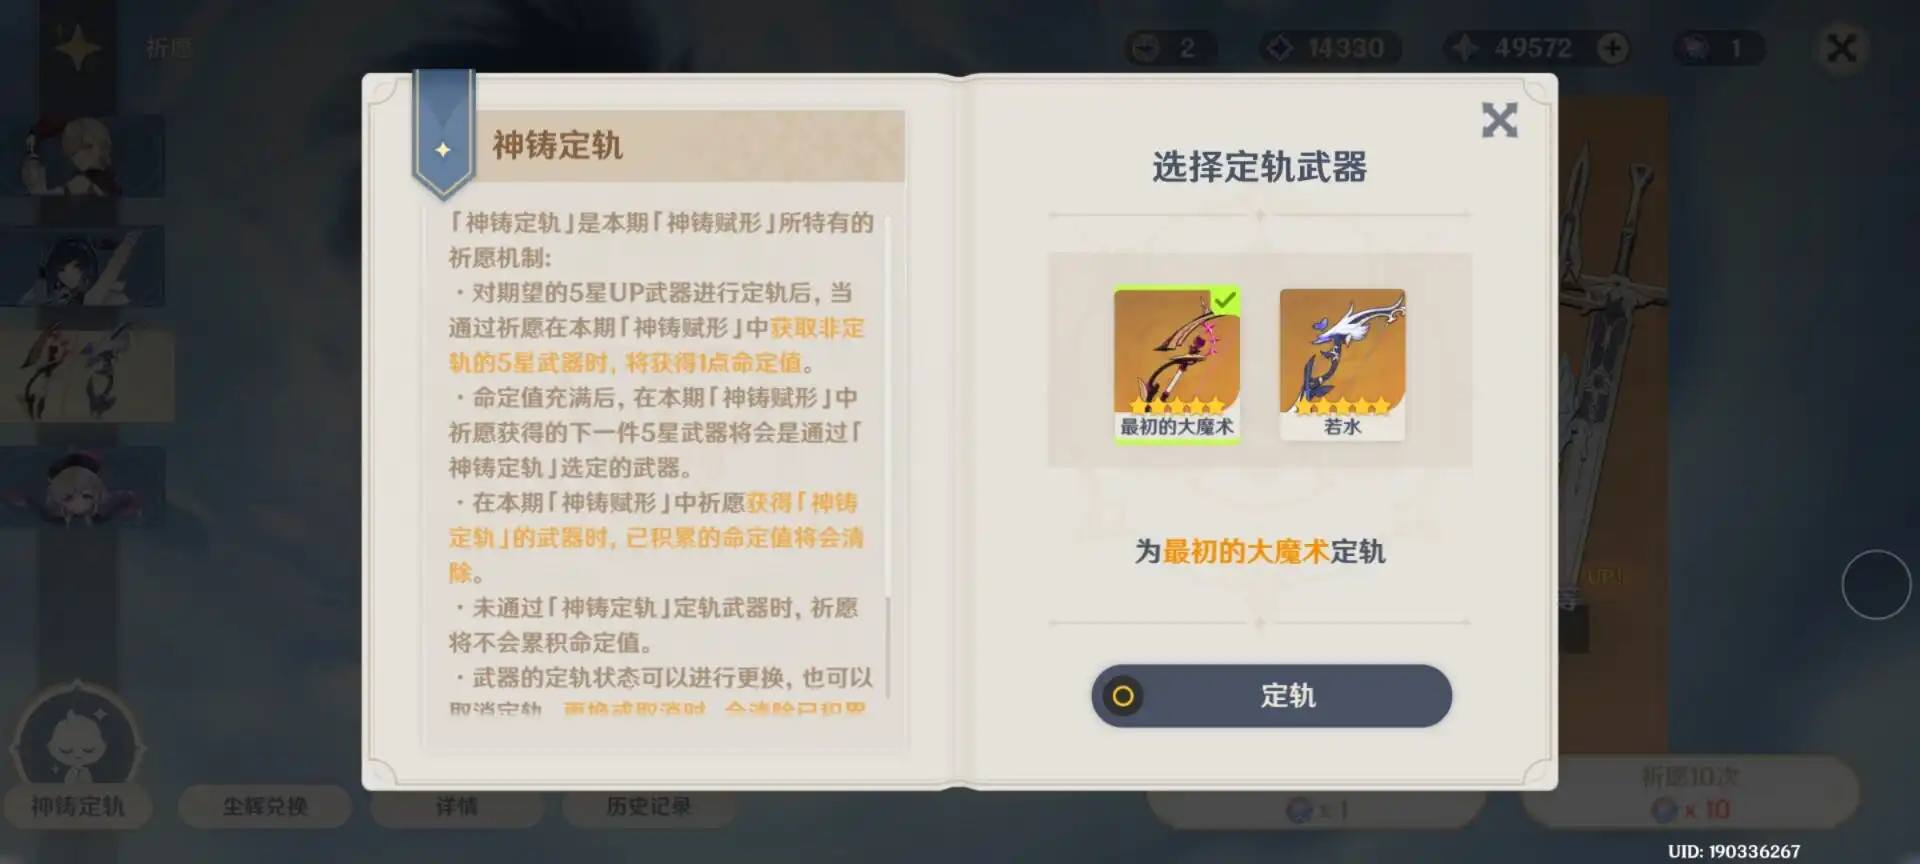 祈愿
2
14330
49572
1
神铸定轨
「神铸定轨」是本期「神铸赋形」所特有的
祈愿机制:
·对期望的5星UP武器进行定轨后，当
通过祈愿在本期「神铸赋形」中获取非定
轨的5星武器时，将获得1点命定值。
·命定值充满后，在本期「神铸赋形」中
祈愿获得的下一件5星武器将会是通过「
神铸定轨」选定的武器。
·在本期「神铸赋形」中祈愿获得「神铸
定轨」的武器时，已积累的命定值将会清
除。
·未通过「神铸定轨」定轨武器时，祈愿
将不会累积命定值。
·武器的定轨状态可以进行更换，也可以
取消定轨，更换或取消时，会清除已积累
选择定轨武器
最初的大魔术
若水
为最初的大魔术定轨
定轨
UP!
神铸定轨
尘辉兑换
详情
历史记录
x 1
祈愿10次
x 10
UID: 190336267